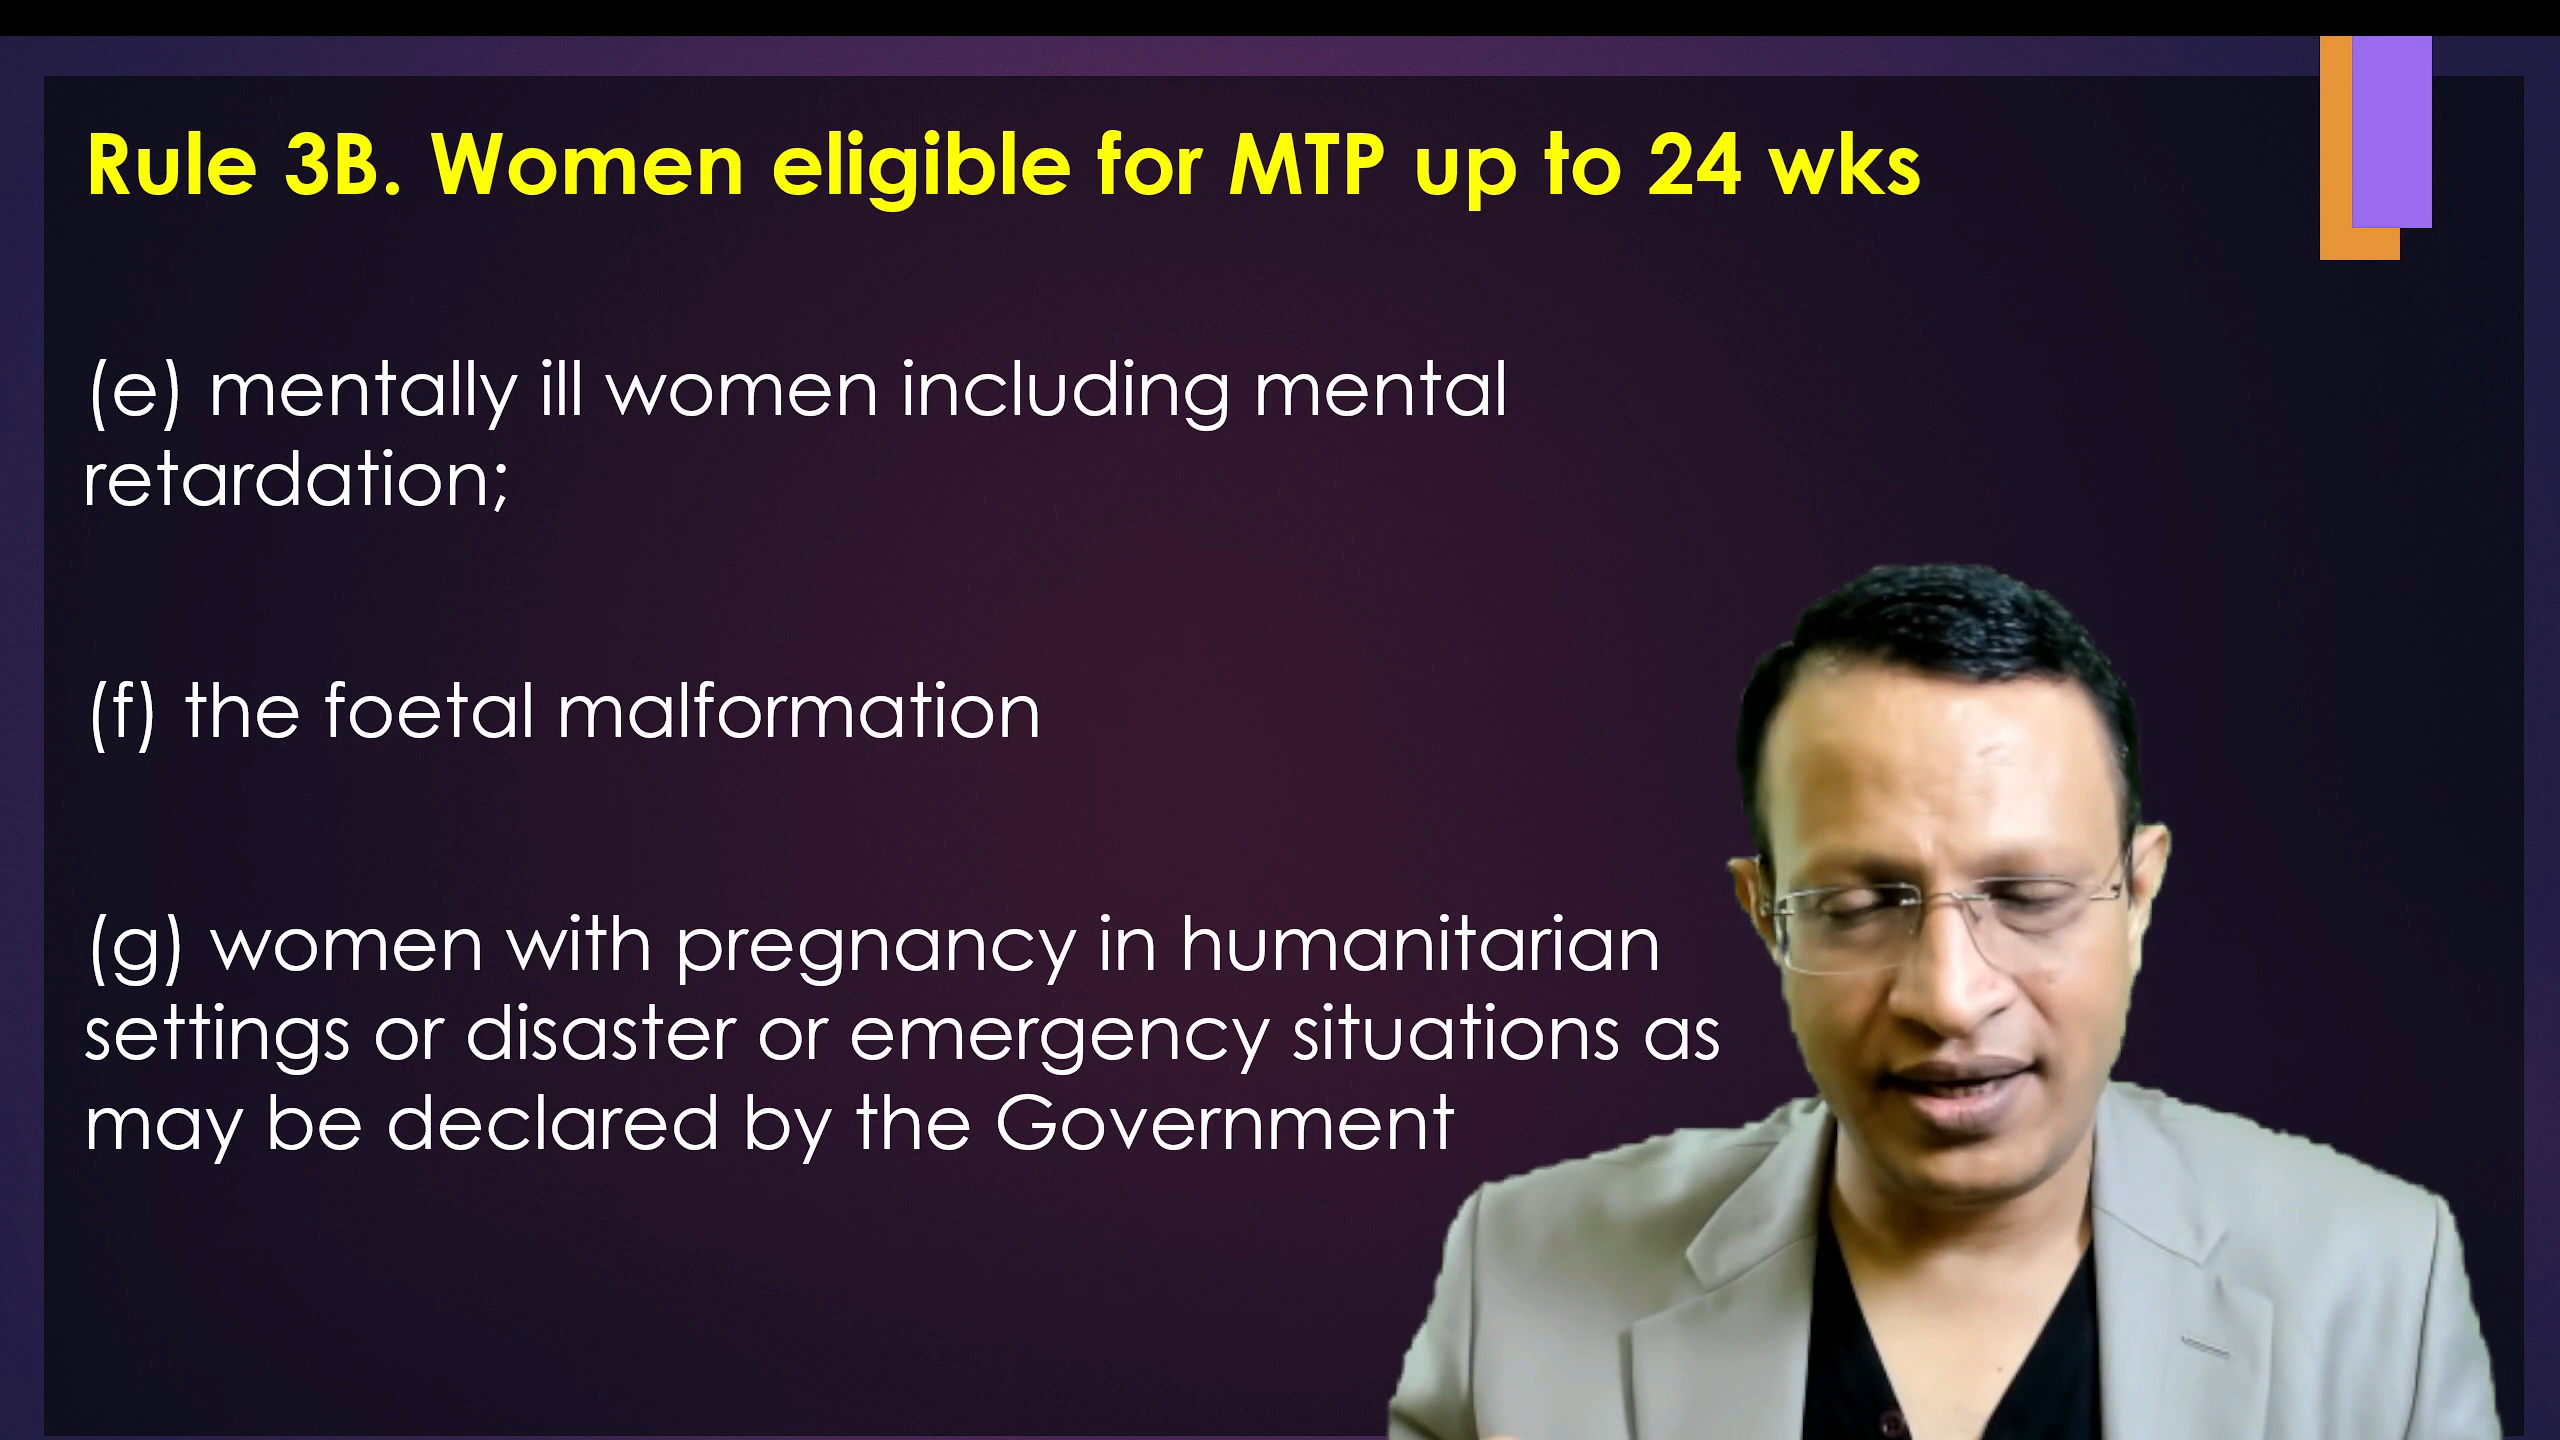 Rule 3B. Women eligible for MTP up to 24 wks
(e) mentally ill women including mental
retardation;
(f) the foetal malformation
(g) women with pregnancy in humanitarian
settings or disaster or emergency situations as
may be declared by the Government